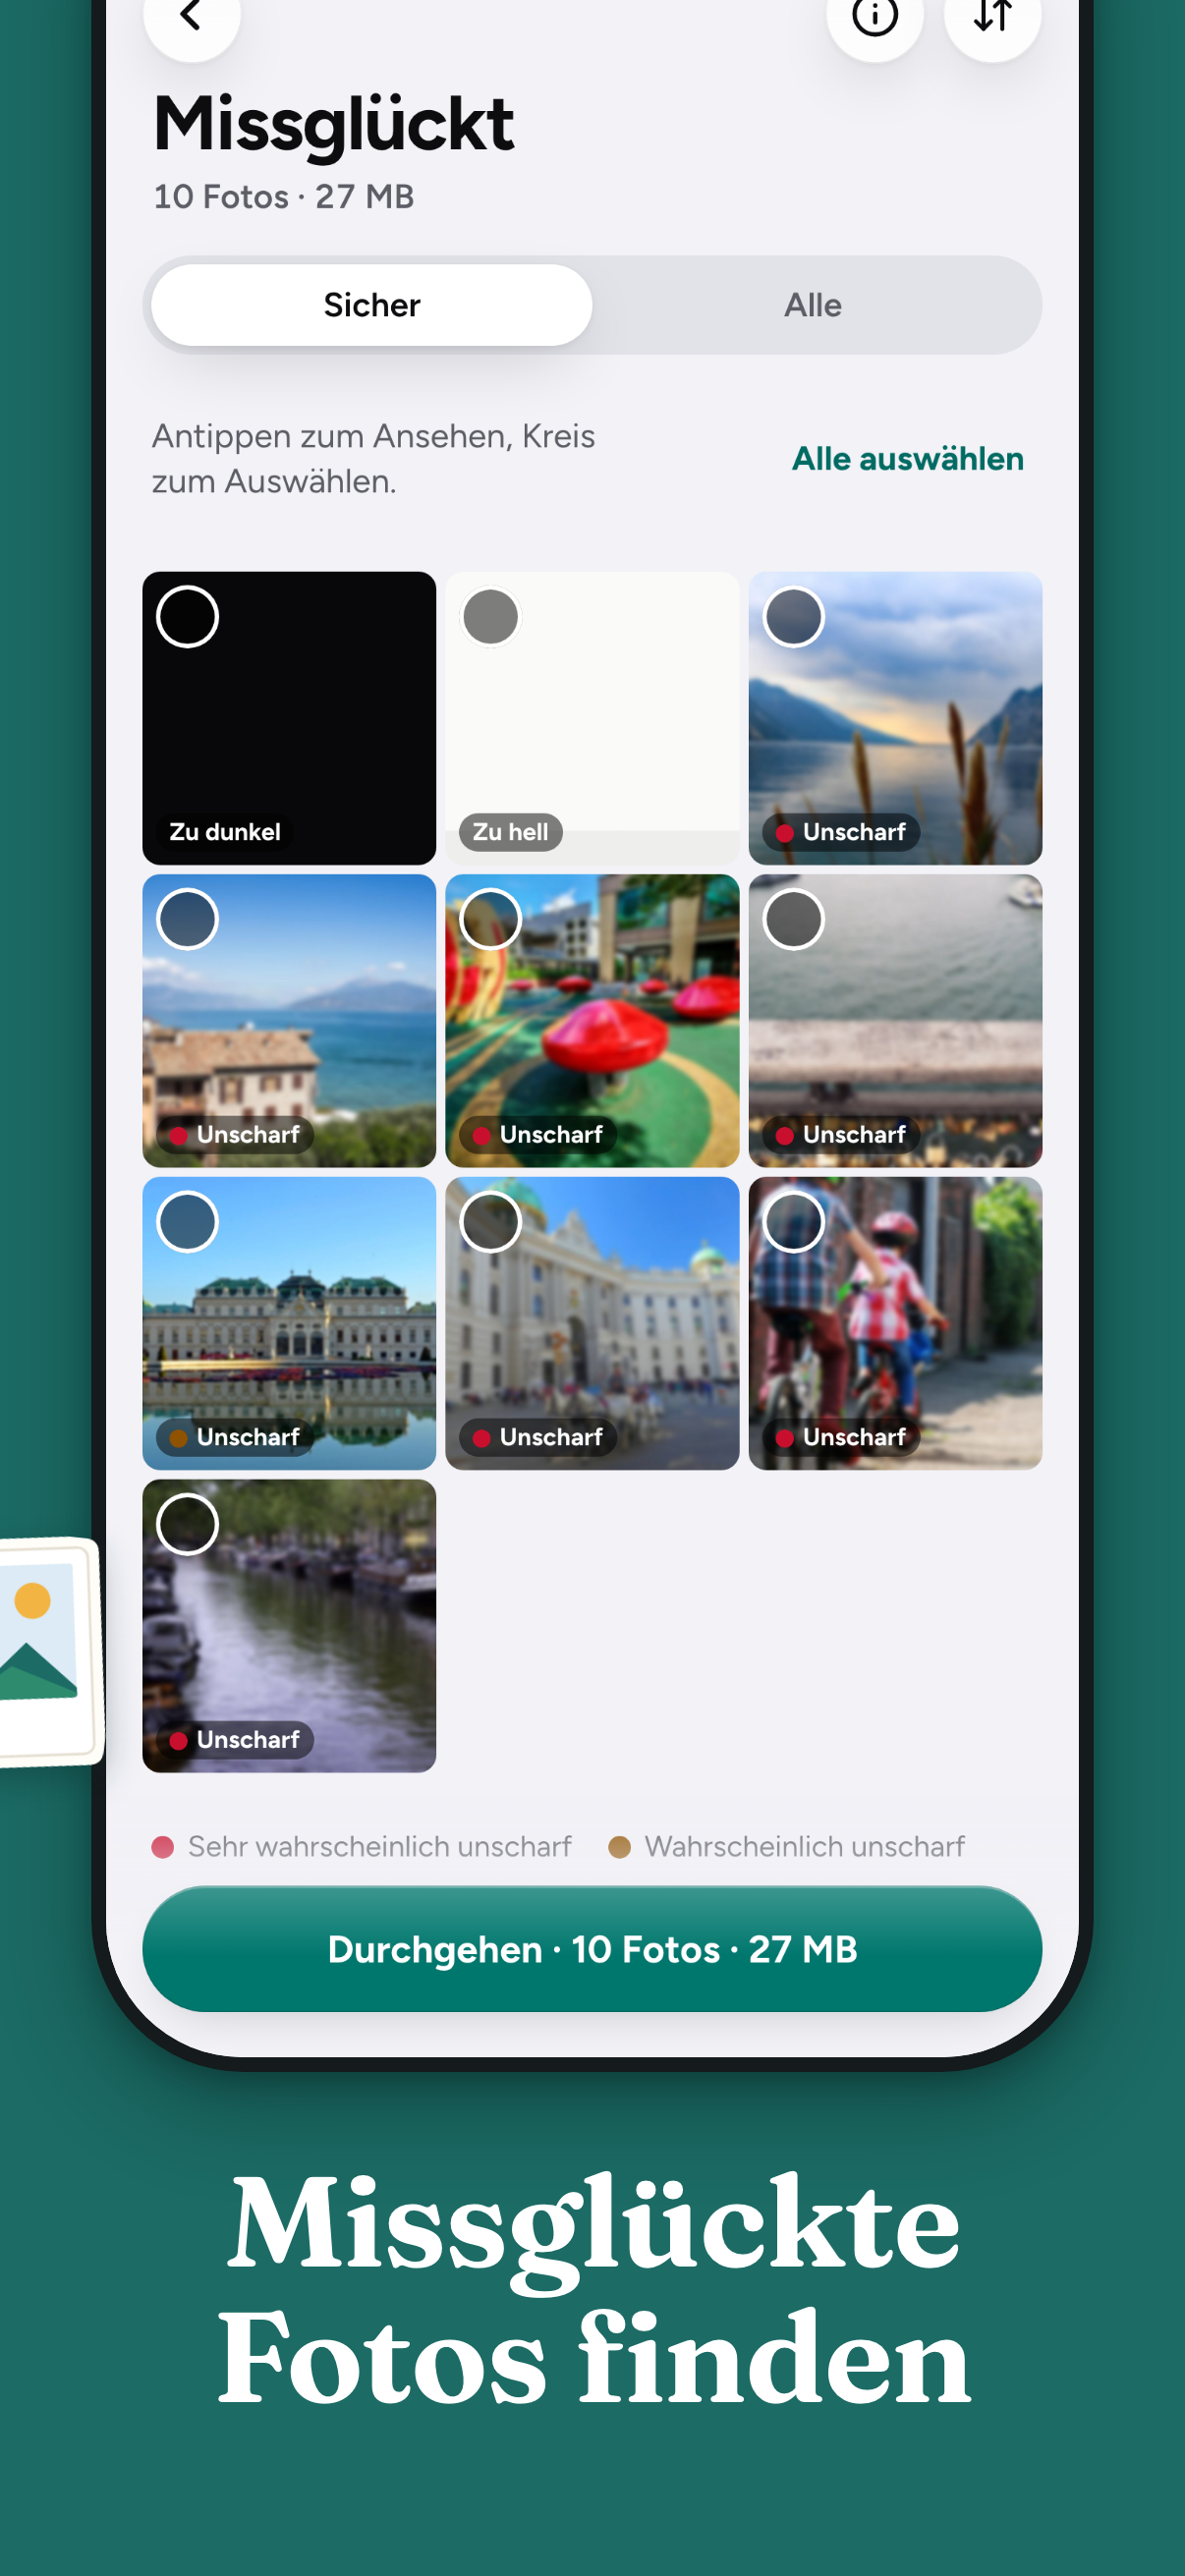 Missglückt
10 Fotos · 27 MB
Sicher
Alle
Antippen zum Ansehen, Kreis
zum Auswählen.
Alle auswählen
Zu dunkel
Zu hell
Unscharf
Unscharf
Unscharf
Unscharf
Unscharf
Unscharf
Unscharf
Unscharf
Sehr wahrscheinlich unscharf
Wahrscheinlich unscharf
Durchgehen · 10 Fotos · 27 MB
Missglückte
Fotos finden